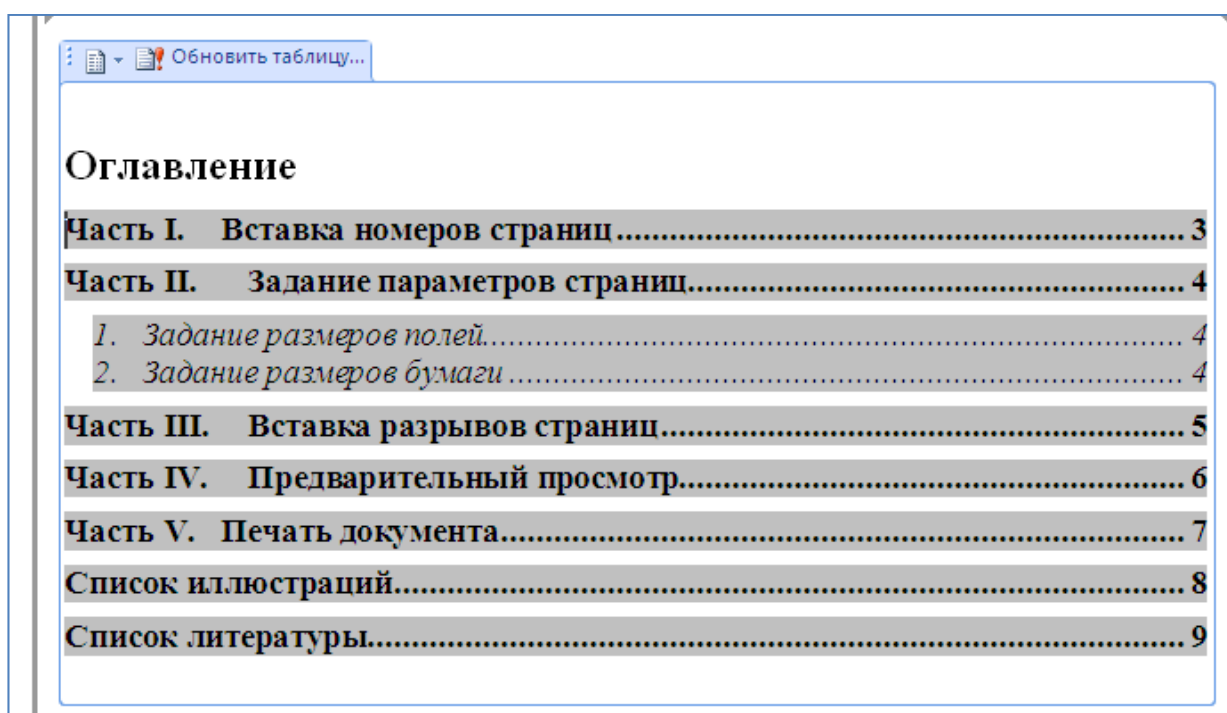 Обновить таблицу...
Оглавление
Часть I. Вставка номеров страниц.......................................................... 3
Часть II. Задание параметров страниц.................................................. 4
1. Задание размеров полей...................................................................... 4
2. Задание размеров бумаги.................................................................... 4
Часть III. Вставка разрывов страниц..................................................... 5
Часть IV. Предварительный просмотр................................................... 6
Часть V. Печать документа..................................................................... 7
Список иллюстраций................................................................................ 8
Список литературы................................................................................... 9